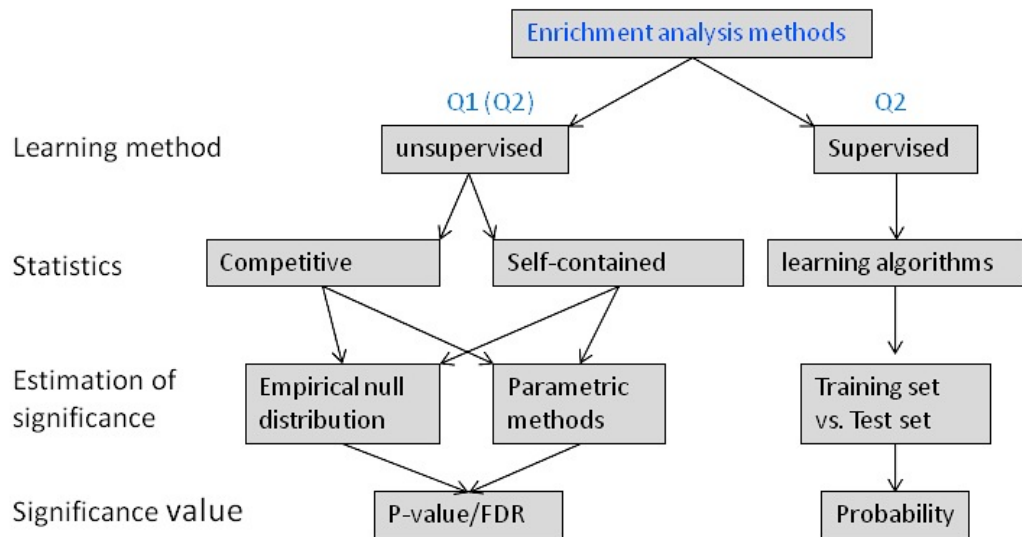 Enrichment analysis methods
Q1 (Q2)
Q2
Learning method
unsupervised
Supervised
Statistics
Competitive
Self-contained
learning algorithms
Estimation of
significance
Empirical null
distribution
Parametric
methods
Training set
vs. Test set
Significance value
P-value/FDR
Probability